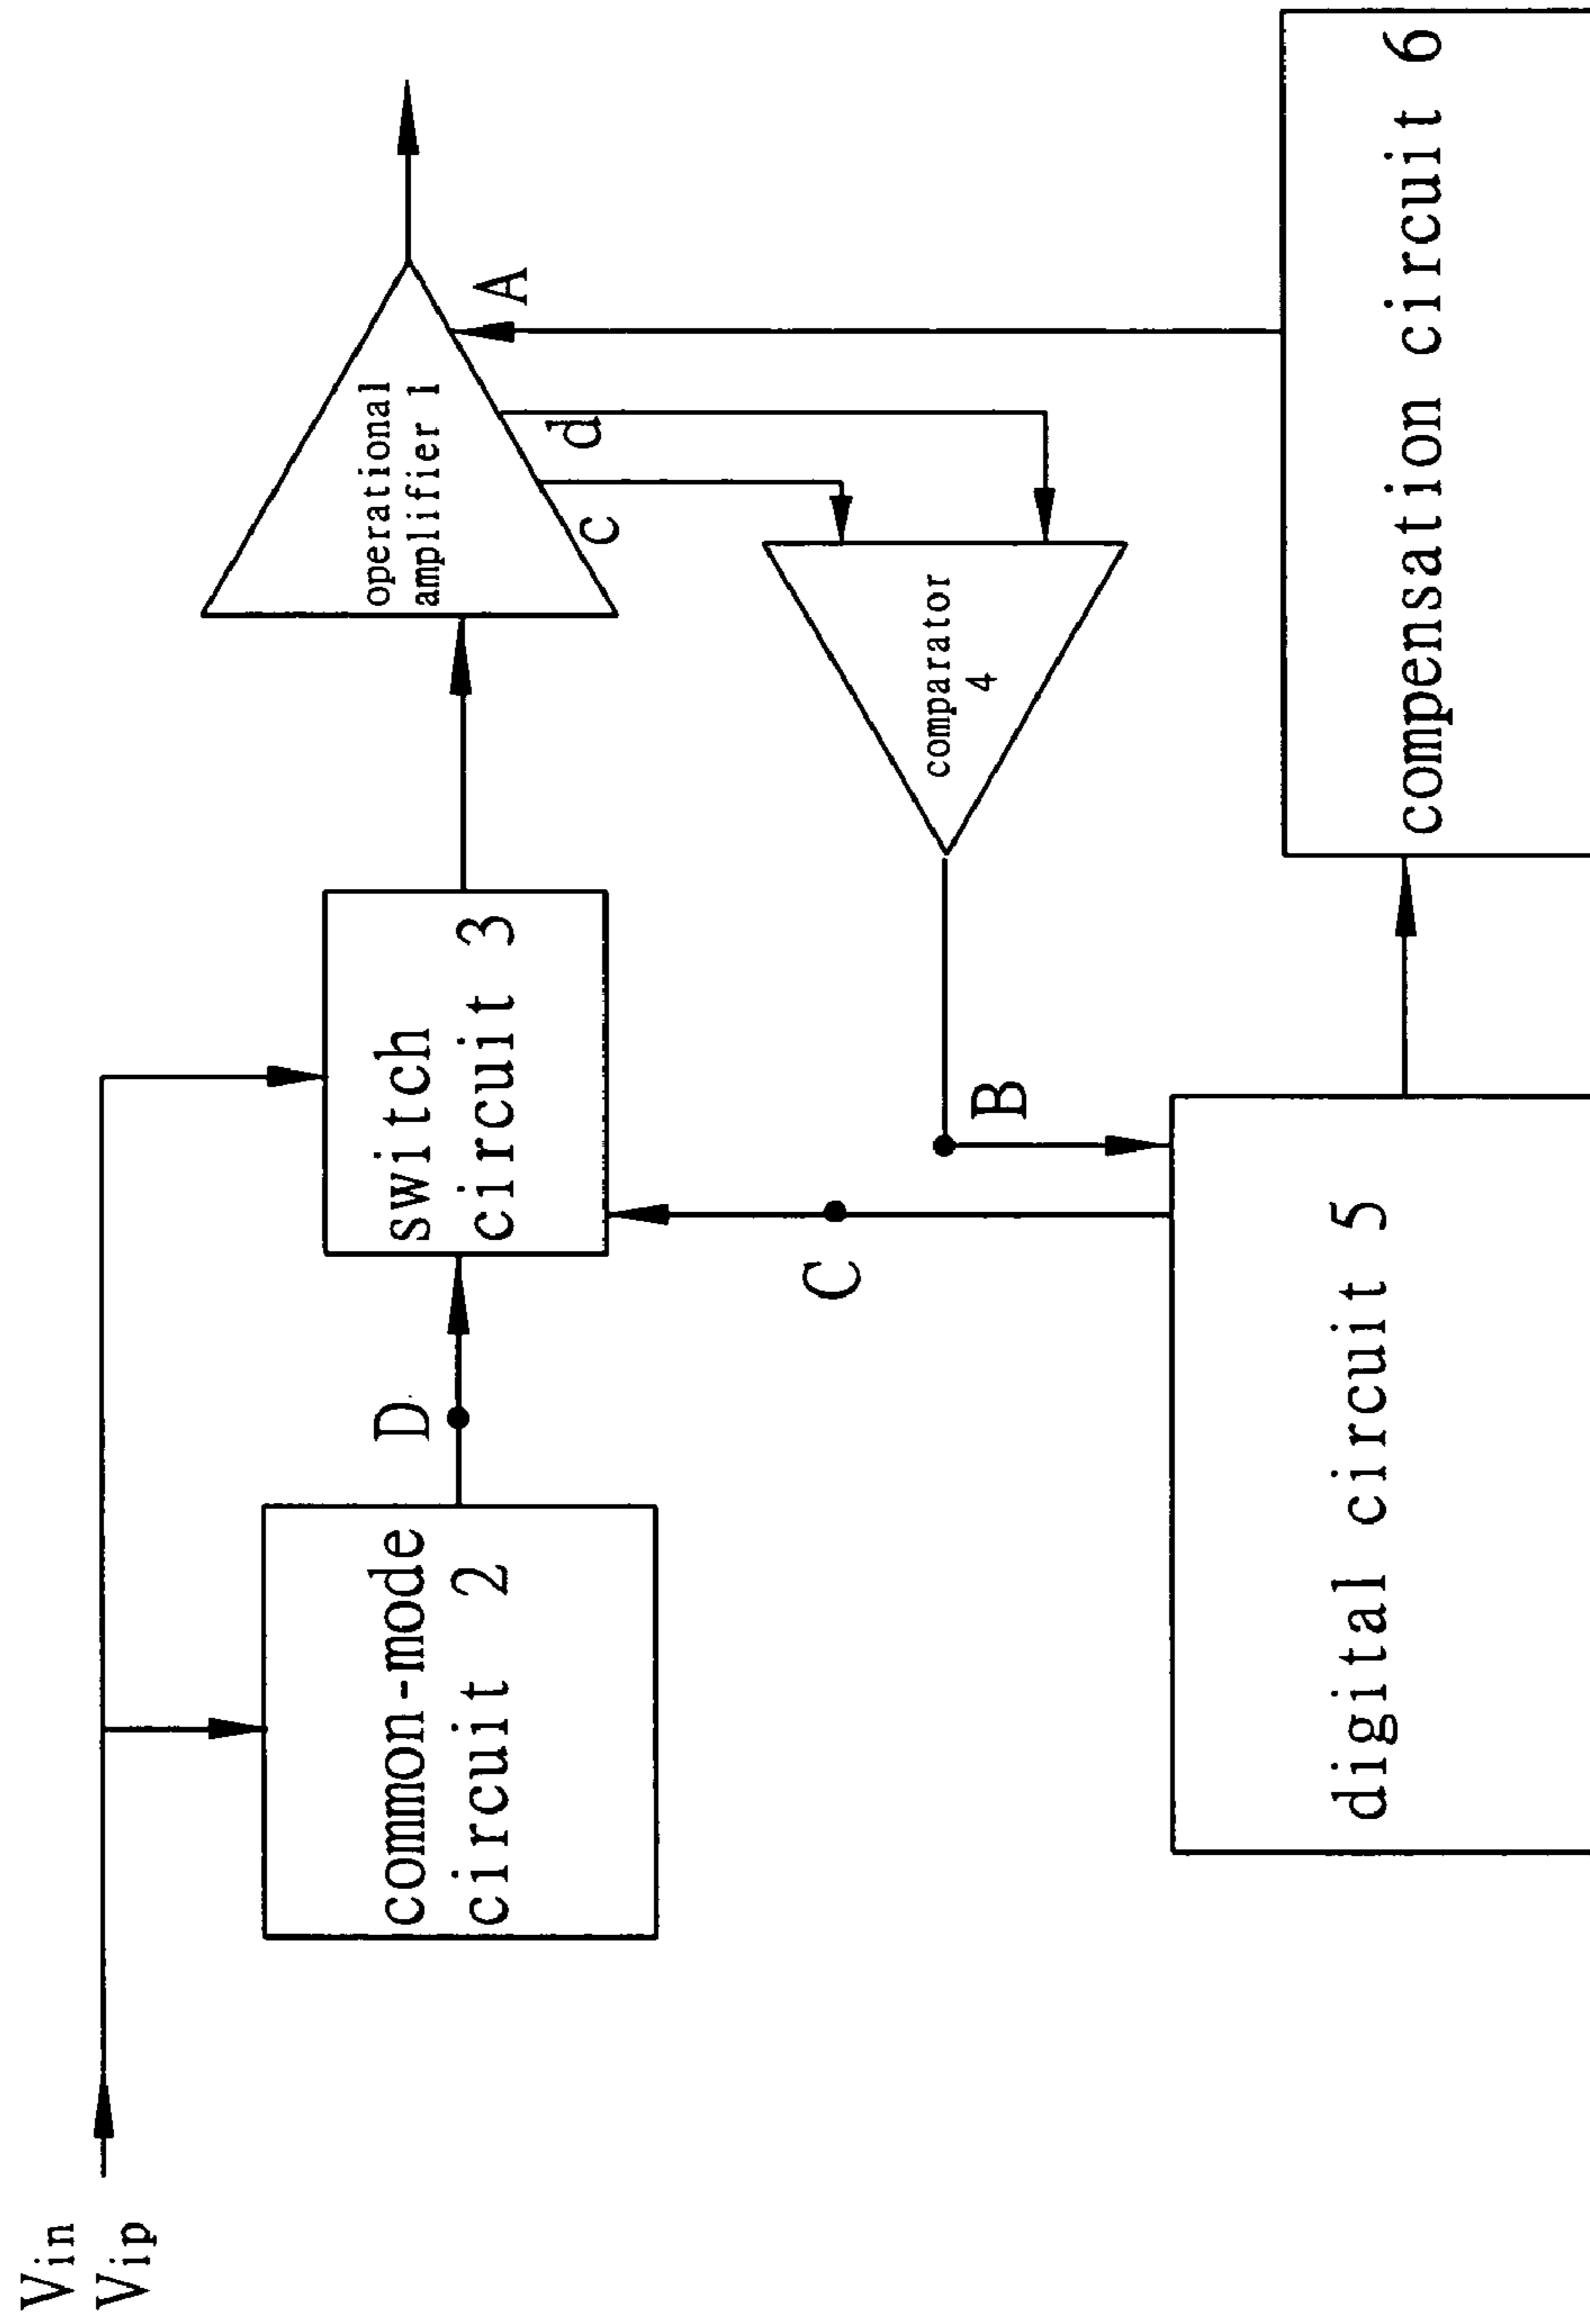 Vin
Vip
common-mode
circuit 2
D
switch
circuit 3
operational
amplifier 1
A
d
c
comparator
4
B
C
digital circuit 5
compensation circuit 6